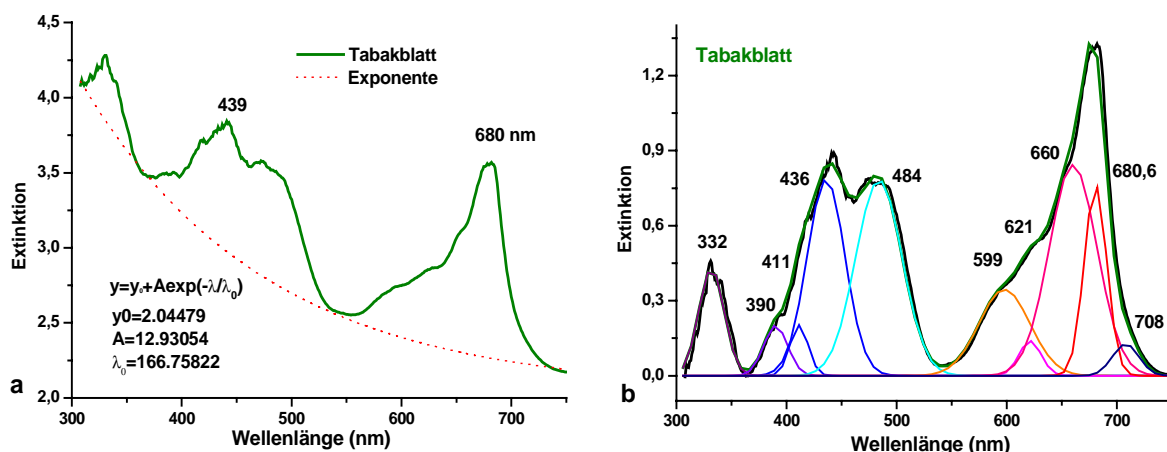 4,5
4,0
3,5
3,0
2,5
2,0
Extinktion
Tabakblatt
Exponente
439
680 nm
y=y₀+Aexp(-λ/λ₀)
y0=2.04479
A=12.93054
λ₀=166.75822
a
300 400 500 600 700
Wellenlänge (nm)
1,2
0,9
0,6
0,3
0,0
Extinktion
Tabakblatt
332
390
411
436
484
599
621
660
680,6
708
b
300 400 500 600 700
Wellenlänge (nm)